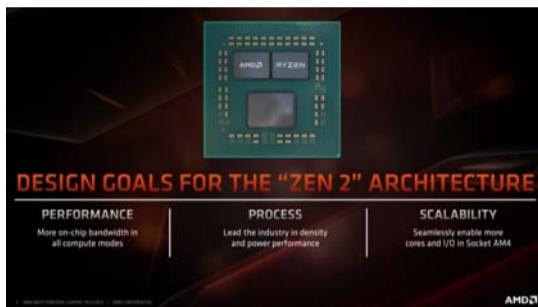 AMD RYZEN
DESIGN GOALS FOR THE “ZEN 2” ARCHITECTURE
PERFORMANCE
More on-chip bandwidth in
all compute modes
PROCESS
Lead the industry in density
and power performance
SCALABILITY
Seamlessly enable more
cores and I/O in Socket AM4
AMD